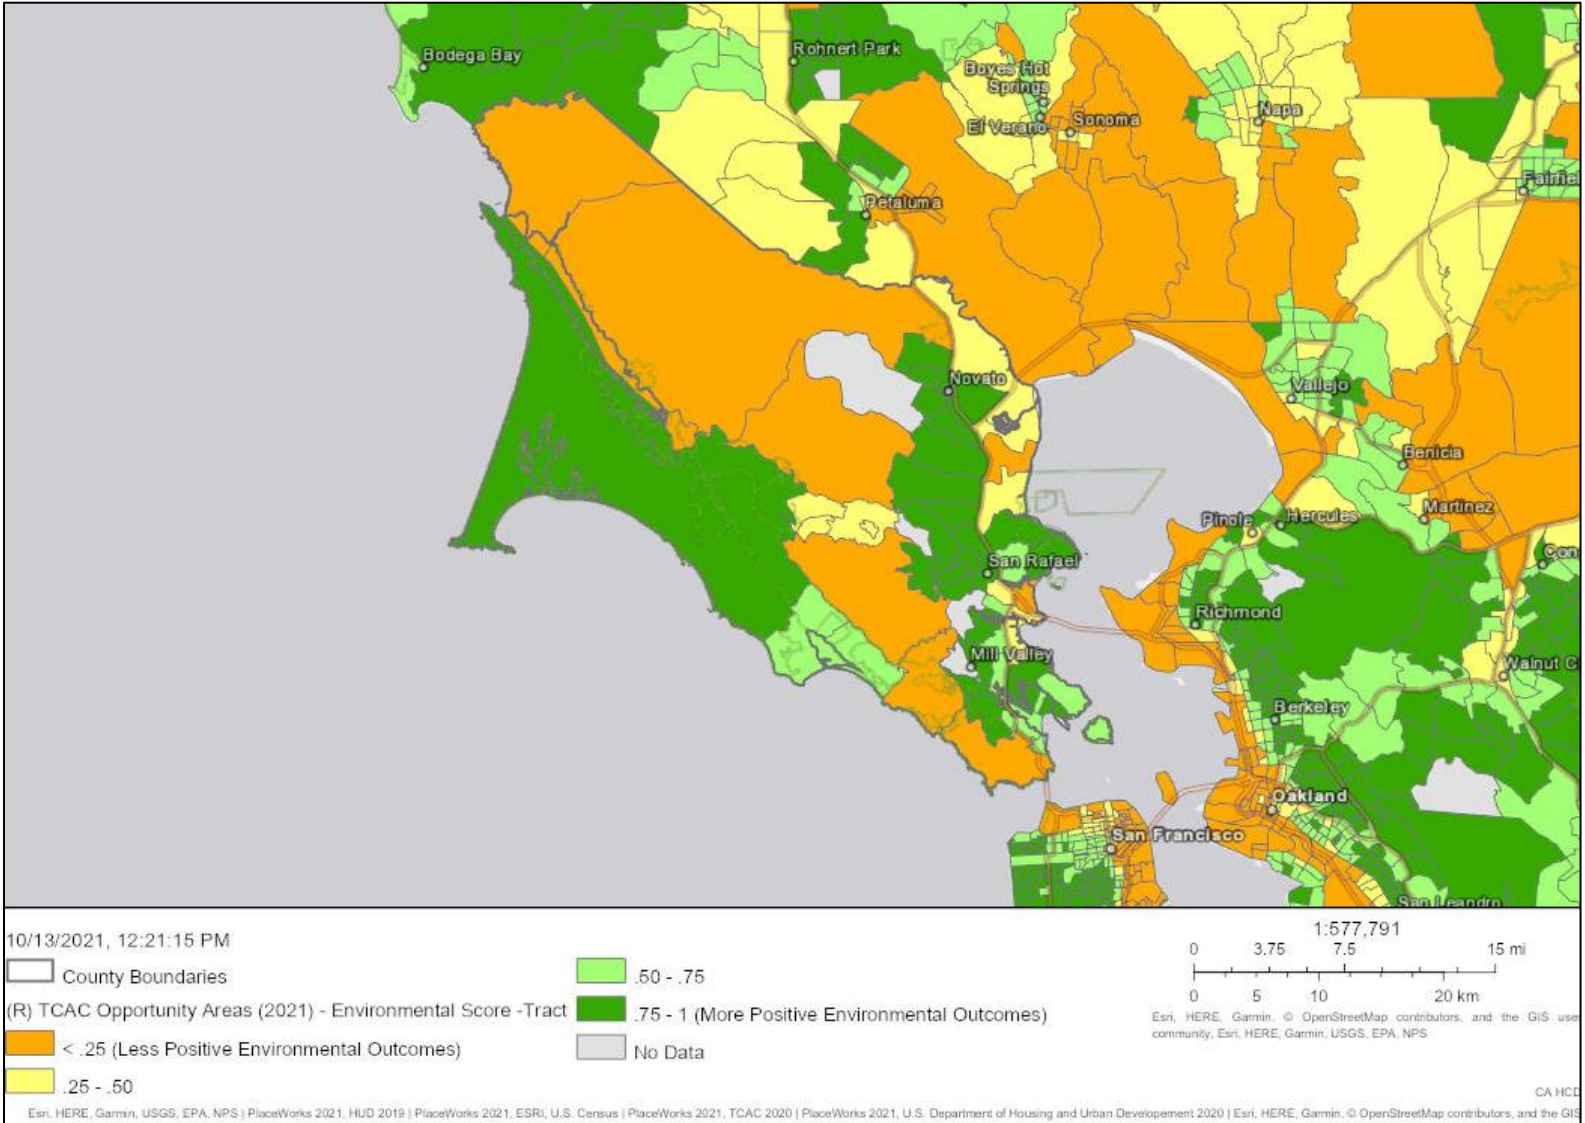 Bodega Bay
Rohnert Park
Boyes Hot
Springs
Napa
El Verano
Sonoma
Fairfiel
Petaluma
Novato
Vallejo
Benicia
Martinez
Pinole
Hercules
Con
San Rafael
Richmond
Mill Valley
Walnut C
Berkeley
Oakland
San Francisco
San Leandro
10/13/2021, 12:21:15 PM
County Boundaries
(R) TCAC Opportunity Areas (2021) - Environmental Score -Tract
< .25 (Less Positive Environmental Outcomes)
.25 - .50
.50 - .75
.75 - 1 (More Positive Environmental Outcomes)
No Data
1:577,791
0 3.75 7.5 15 mi
0 5 10 20 km
Esri, HERE, Garmin, © OpenStreetMap contributors, and the GIS user
community, Esri, HERE, Garmin, USGS, EPA, NPS
CA HCD
Esri, HERE, Garmin, USGS, EPA, NPS | PlaceWorks 2021, HUD 2019 | PlaceWorks 2021, ESRI, U.S. Census | PlaceWorks 2021, TCAC 2020 | PlaceWorks 2021, U.S. Department of Housing and Urban Developement 2020 | Esri, HERE, Garmin, © OpenStreetMap contributors, and the GIS